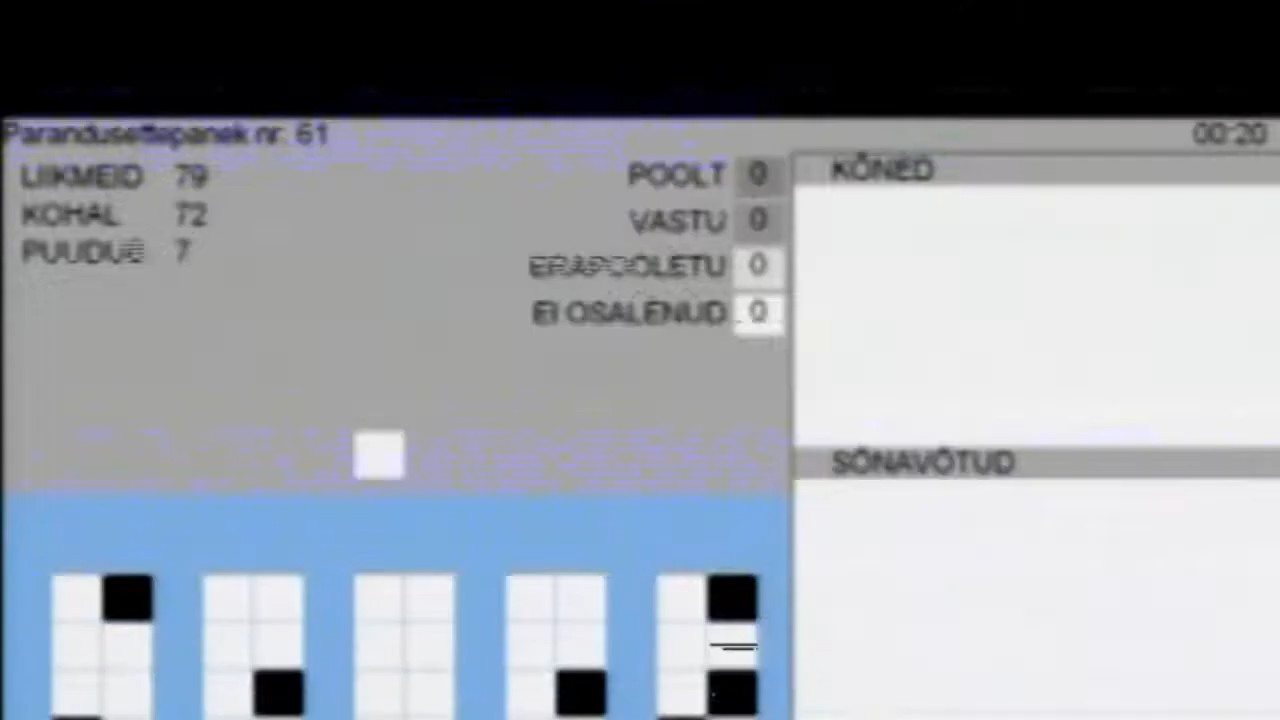 Parandusettepanek nr. 61
00:20
LIIKMEID 79
KOHAL 72
PUUDUB 7
POOLT 0
VASTU 0
ERAPOOLETU 0
EI OSALENUD 0
KÕNED
SÕNAVÕTUD